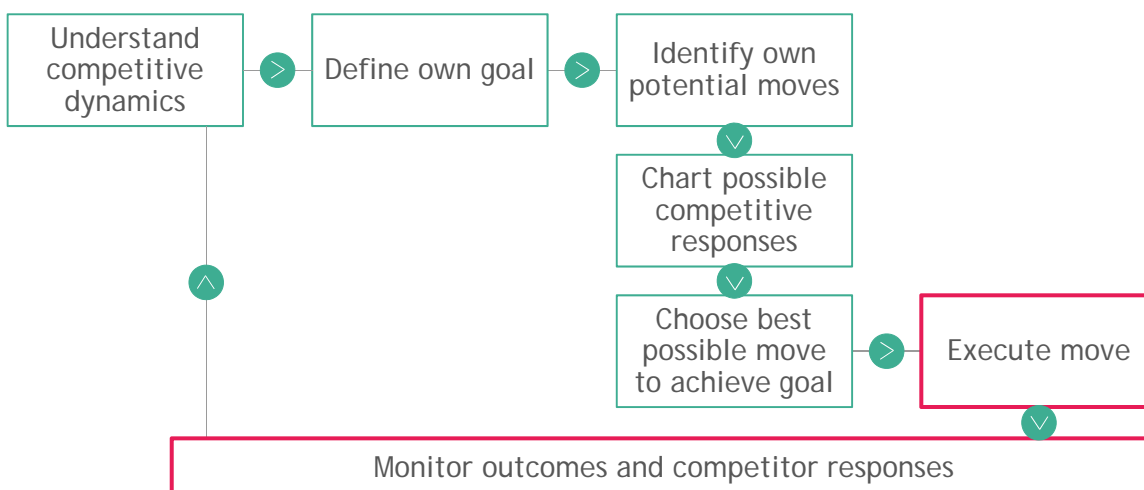 Understand
competitive
dynamics
Define own goal
Identify own
potential moves
Chart possible
competitive
responses
Choose best
possible move
to achieve goal
Execute move
Monitor outcomes and competitor responses